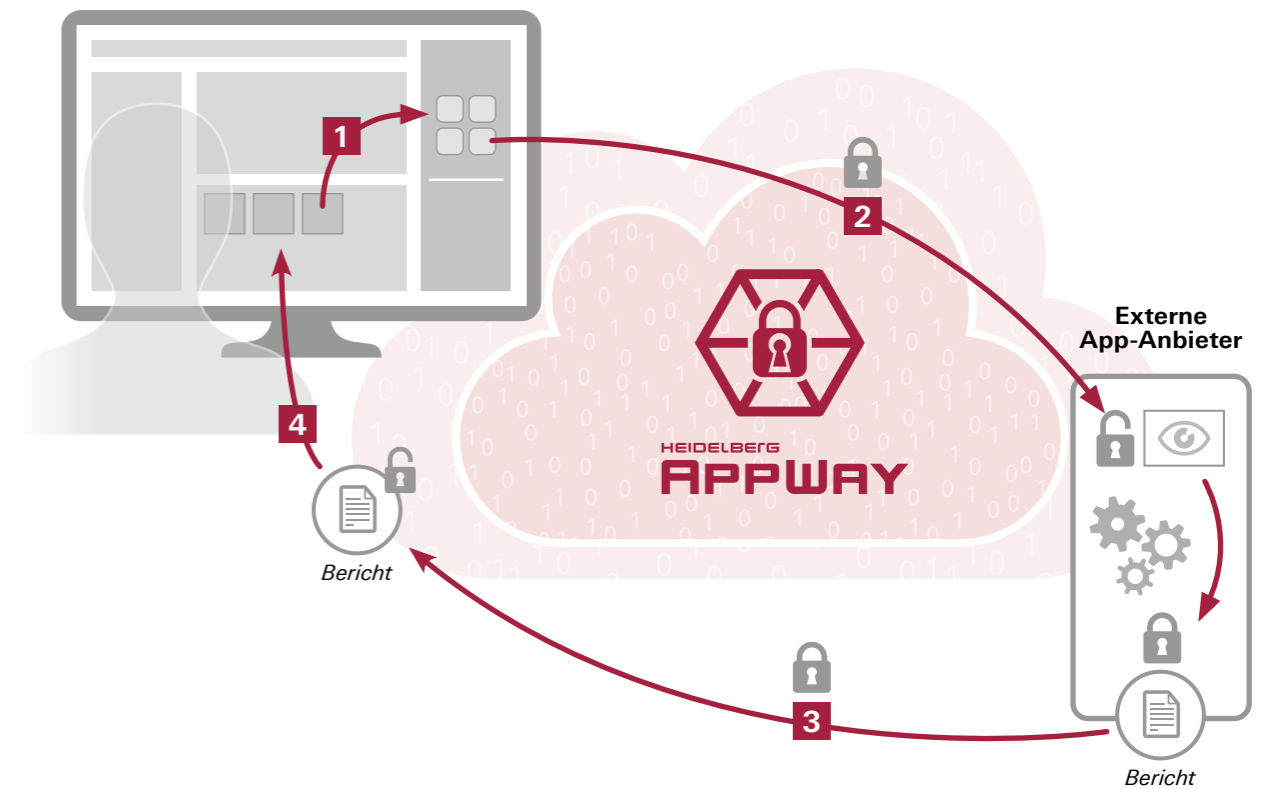 1
2
Externe
App-Anbieter
HEIDELBERG
APPWAY
4
Bericht
3
Bericht